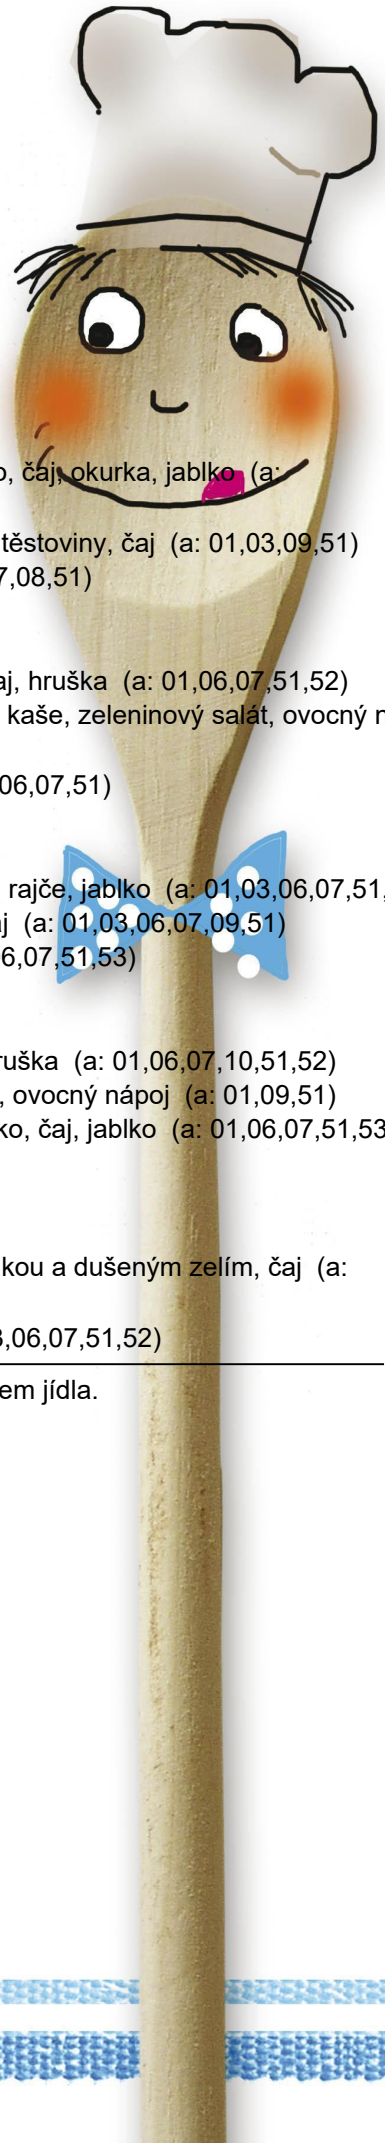 o, čaj, okurka, jablko (a:
těstoviny, čaj (a: 01,03,09,51)
7,08,51)
aj, hruška (a: 01,06,07,51,52)
kaše, zeleninový salát, ovocný n
06,07,51)
rajče, jablko (a: 01,03,06,07,51,
aj (a: 01,03,06,07,09,51)
6,07,51,53)
ruška (a: 01,06,07,10,51,52)
, ovocný nápoj (a: 01,09,51)
ko, čaj, jablko (a: 01,06,07,51,53
kou a dušeným zelím, čaj (a:
3,06,07,51,52)
em jídla.